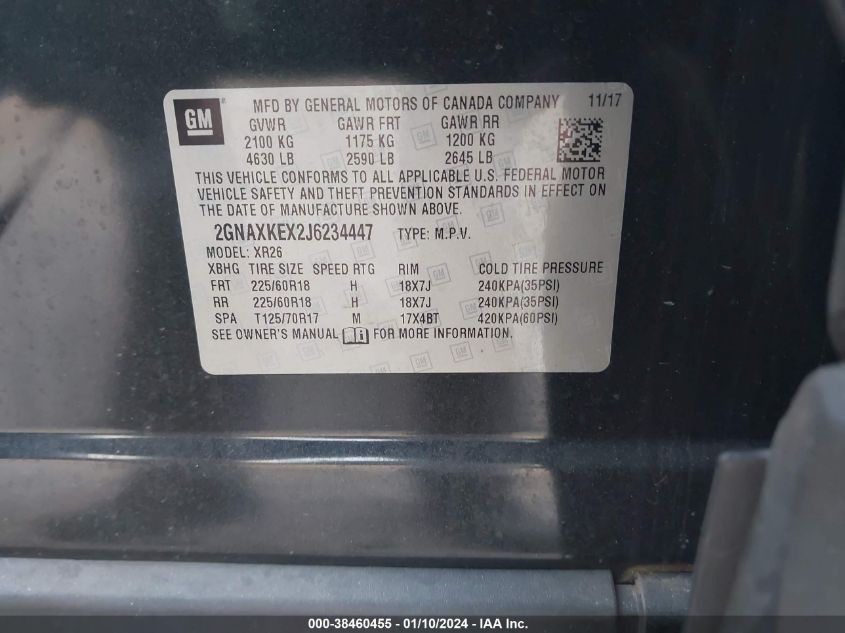 GM MFD BY GENERAL MOTORS OF CANADA COMPANY 11/17
GVWR GAWR FRT GAWR RR
2100 KG 1175 KG 1200 KG
4630 LB 2590 LB 2645 LB
THIS VEHICLE CONFORMS TO ALL APPLICABLE U.S. FEDERAL MOTOR
VEHICLE SAFETY AND THEFT PREVENTION STANDARDS IN EFFECT ON
THE DATE OF MANUFACTURE SHOWN ABOVE.
2GNAXKEX2J6234447 TYPE: M.P.V.
MODEL: XR26
XBHG TIRE SIZE SPEED RTG RIM COLD TIRE PRESSURE
FRT 225/60R18 H 18X7J 240KPA(35PSI)
RR 225/60R18 H 18X7J 240KPA(35PSI)
SPA T125/70R17 M 17X4BT 420KPA(60PSI)
SEE OWNER'S MANUAL FOR MORE INFORMATION.
000-38460455 - 01/10/2024 - IAA Inc.